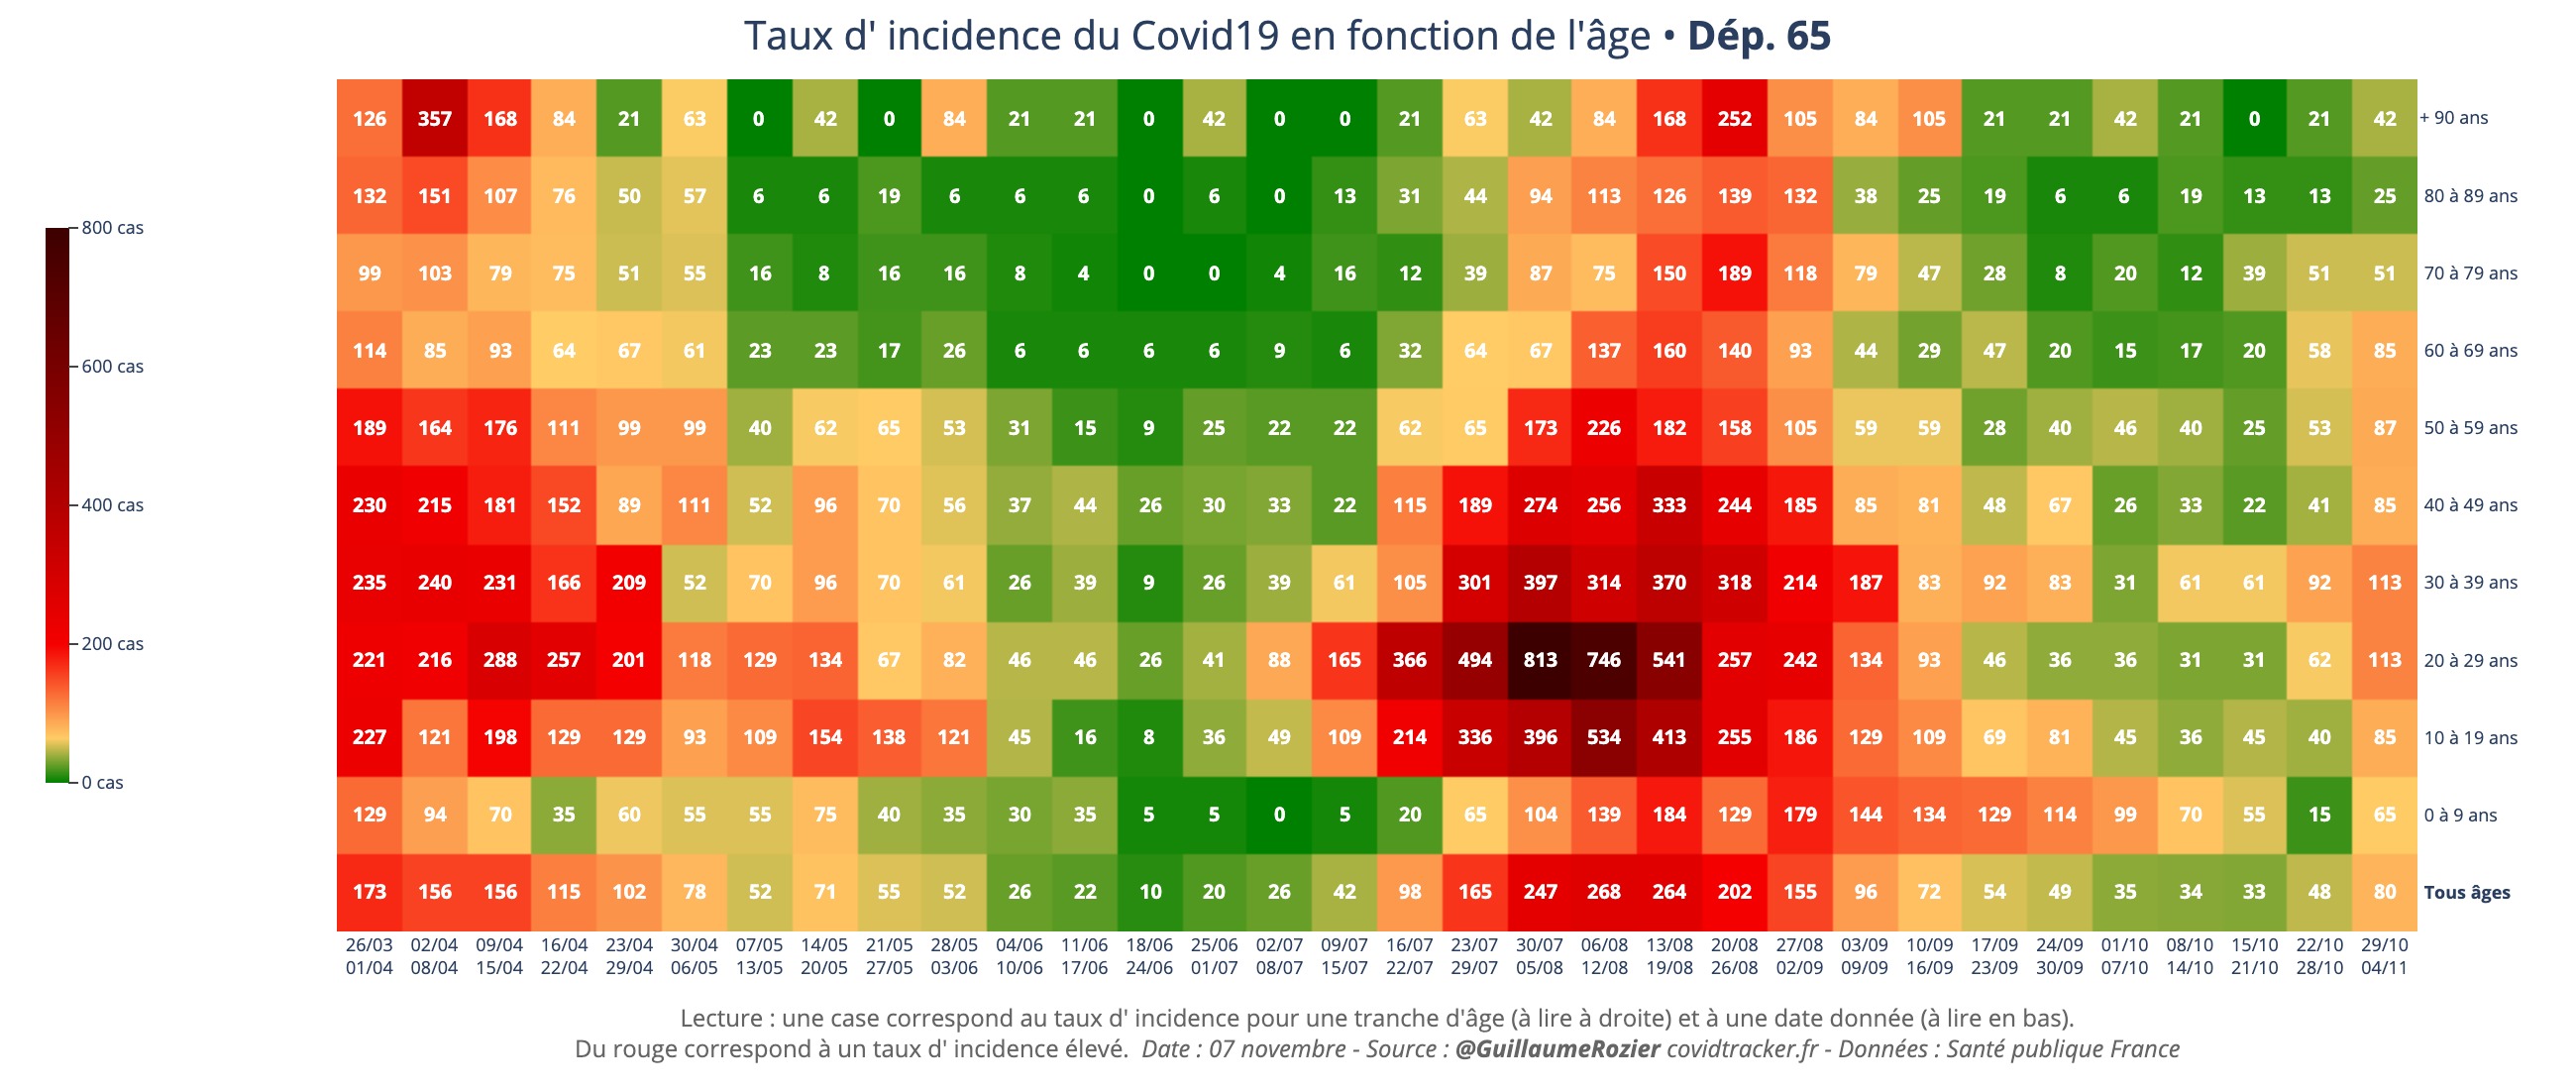 Taux d' incidence du Covid19 en fonction de l'âge • Dép. 65
126 357 168 84 21 63 0 42 0 84 21 21 0 42 0 0 21 63 42 84 168 252 105 84 105 21 21 42 21 0 21 42 + 90 ans
132 151 107 76 50 57 6 6 19 6 6 6 0 6 0 13 31 44 94 113 126 139 132 38 25 19 6 6 19 13 13 25 80 à 89 ans
800 cas
99 103 79 75 51 55 16 8 16 16 8 4 0 0 4 16 12 39 87 75 150 189 118 79 47 28 8 20 12 39 51 51 70 à 79 ans
114 85 93 64 67 61 23 23 17 26 6 6 6 6 9 6 32 64 67 137 160 140 93 44 29 47 20 15 17 20 58 85 60 à 69 ans
600 cas
189 164 176 111 99 99 40 62 65 53 31 15 9 25 22 22 62 65 173 226 182 158 105 59 59 28 40 46 40 25 53 87 50 à 59 ans
400 cas
230 215 181 152 89 111 52 96 70 56 37 44 26 30 33 22 115 189 274 256 333 244 185 85 81 48 67 26 33 22 41 85 40 à 49 ans
235 240 231 166 209 52 70 96 70 61 26 39 9 26 39 61 105 301 397 314 370 318 214 187 83 92 83 31 61 61 92 113 30 à 39 ans
200 cas
221 216 288 257 201 118 129 134 67 82 46 46 26 41 88 165 366 494 813 746 541 257 242 134 93 46 36 36 31 31 62 113 20 à 29 ans
227 121 198 129 129 93 109 154 138 121 45 16 8 36 49 109 214 336 396 534 413 255 186 129 109 69 81 45 36 45 40 85 10 à 19 ans
0 cas
129 94 70 35 60 55 55 75 40 35 30 35 5 5 0 5 20 65 104 139 184 129 179 144 134 129 114 99 70 55 15 65 0 à 9 ans
173 156 156 115 102 78 52 71 55 52 26 22 10 20 26 42 98 165 247 268 264 202 155 96 72 54 49 35 34 33 48 80 Tous âges
26/03 02/04 09/04 16/04 23/04 30/04 07/05 14/05 21/05 28/05 04/06 11/06 18/06 25/06 02/07 09/07 16/07 23/07 30/07 06/08 13/08 20/08 27/08 03/09 10/09 17/09 24/09 01/10 08/10 15/10 22/10 29/10
01/04 08/04 15/04 22/04 29/04 06/05 13/05 20/05 27/05 03/06 10/06 17/06 24/06 01/07 08/07 15/07 22/07 29/07 05/08 12/08 19/08 26/08 02/09 09/09 16/09 23/09 30/09 07/10 14/10 21/10 28/10 04/11
Lecture : une case correspond au taux d' incidence pour une tranche d'âge (à lire à droite) et à une date donnée (à lire en bas).
Du rouge correspond à un taux d' incidence élevé. Date : 07 novembre - Source : @GuillaumeRozier covidtracker.fr - Données : Santé publique France